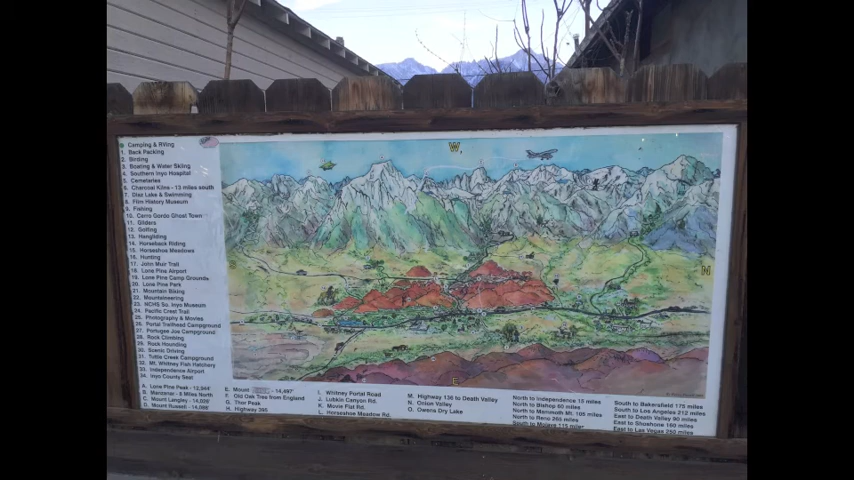 Camping & RVing
1. Back Packing
2. Birding
3. Boating & Water Skiing
4. Southern Inyo Hospital
5. Cemeteries
6. Charcoal Kilns - 13 miles south
7. Diaz Lake & Swimming
8. Film History Museum
9. Fishing
10. Cerro Gordo Ghost Town
11. Gliders
12. Golfing
13. Hangliding
14. Horseback Riding
15. Horseshoe Meadows
16. Hunting
17. John Muir Trail
18. Lone Pine Airport
19. Lone Pine Camp Grounds
20. Lone Pine Park
21. Mountain Biking
22. Mountaineering
23. NCHS So. Inyo Museum
24. Pacific Crest Trail
25. Photography & Movies
26. Portal Trailhead Campground
27. Portugee Joe Campground
28. Rock Climbing
29. Rock Hounding
30. Scenic Driving
31. Tuttle Creek Campground
32. Mt. Whitney Fish Hatchery
33. Independence Airport
34. Inyo County Seat
A. Lone Pine Peak - 12,944'
B. Manzanar - 8 Miles North
C. Mount Langley - 14,026'
D. Mount Russell - 14,088'
E. Mount - 14,497'
F. Old Oak Tree from England
G. Thor Peak
H. Highway 395
I. Whitney Portal Road
J. Lubkin Canyon Rd.
K. Movie Flat Rd.
L. Horseshoe Meadow Rd.
M. Highway 136 to Death Valley
N. Onion Valley
O. Owens Dry Lake
North to Independence 15 miles
North to Bishop 60 miles
North to Mammoth Mt. 105 miles
North to Reno 265 miles
South to Mojave 115 miles
South to Bakersfield 175 miles
South to Los Angeles 212 miles
East to Death Valley 90 miles
East to Shoshone 160 miles
East to Las Vegas 250 miles
W
N
E